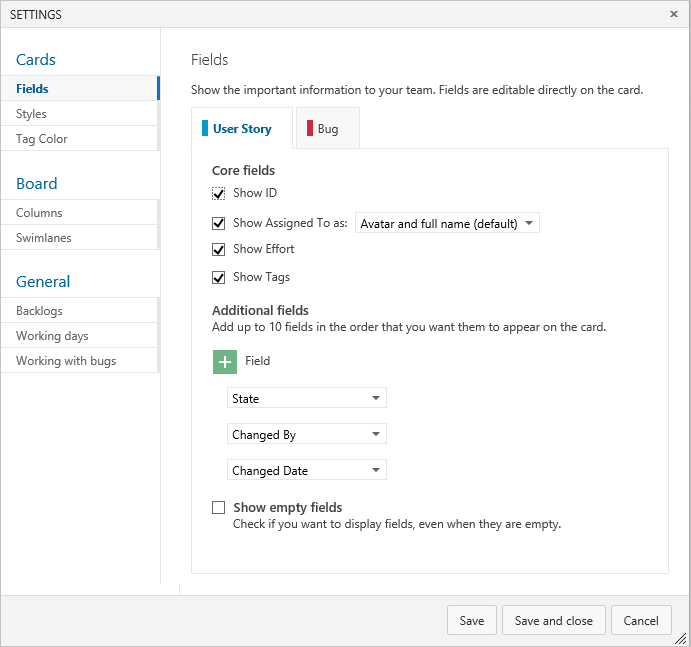 SETTINGS
Cards
Fields
Styles
Tag Color
Board
Columns
Swimlanes
General
Backlogs
Working days
Working with bugs
Fields
Show the important information to your team. Fields are editable directly on the card.
User Story
Bug
Core fields
Show ID
Show Assigned To as: Avatar and full name (default)
Show Effort
Show Tags
Additional fields
Add up to 10 fields in the order that you want them to appear on the card.
Field
State
Changed By
Changed Date
Show empty fields
Check if you want to display fields, even when they are empty.
Save
Save and close
Cancel